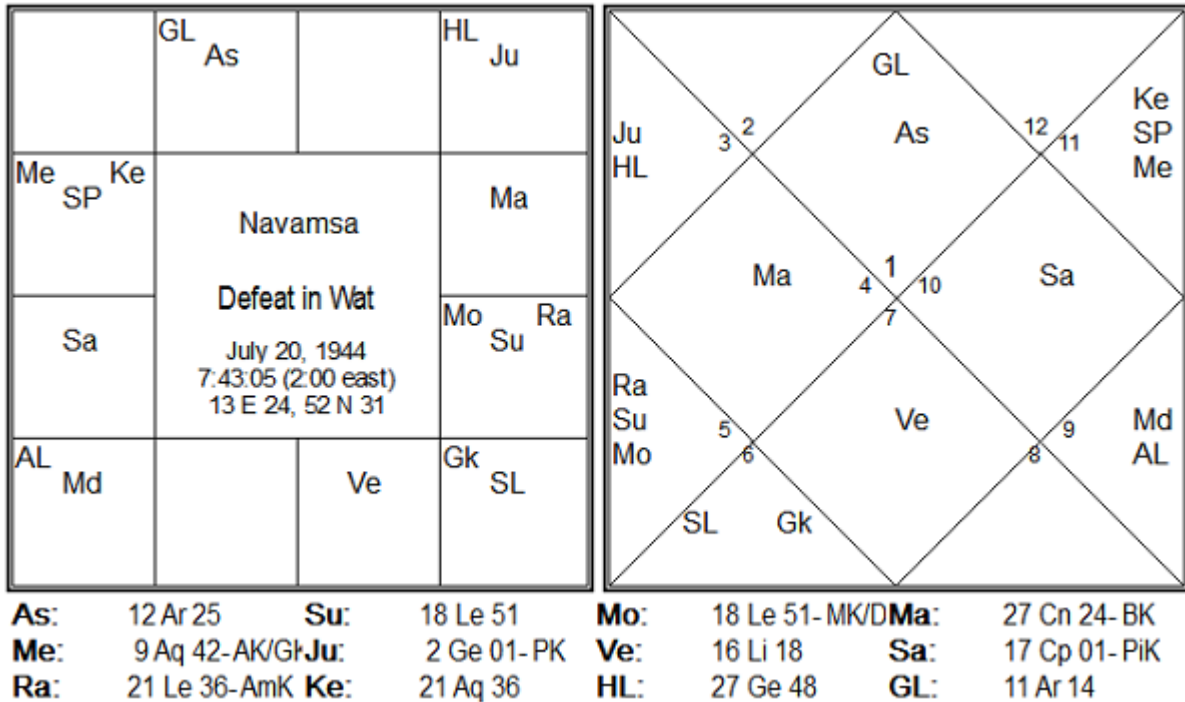 GL
As
HL
Ju
Me Ke
SP
Ma
Sa
Mo Ra
Su
Navamsa
Defeat in Wat
July 20, 1944
7:43:05 (2:00 east)
13 E 24, 52 N 31
AL
Md
Ve
Gk
SL
GL
As
Ju
HL
3
2
12
11
Ke
SP
Me
Ma
4
1
10
7
Sa
Ra
Su
Mo
5
6
Ve
9
8
Md
AL
SL Gk
As: 12 Ar 25 Su: 18 Le 51 Mo: 18 Le 51- MK/D Ma: 27 Cn 24- BK
Me: 9 Aq 42- AK/GI Ju: 2 Ge 01- PK Ve: 16 Li 18 Sa: 17 Cp 01- PiK
Ra: 21 Le 36- AmK Ke: 21 Aq 36 HL: 27 Ge 48 GL: 11 Ar 14